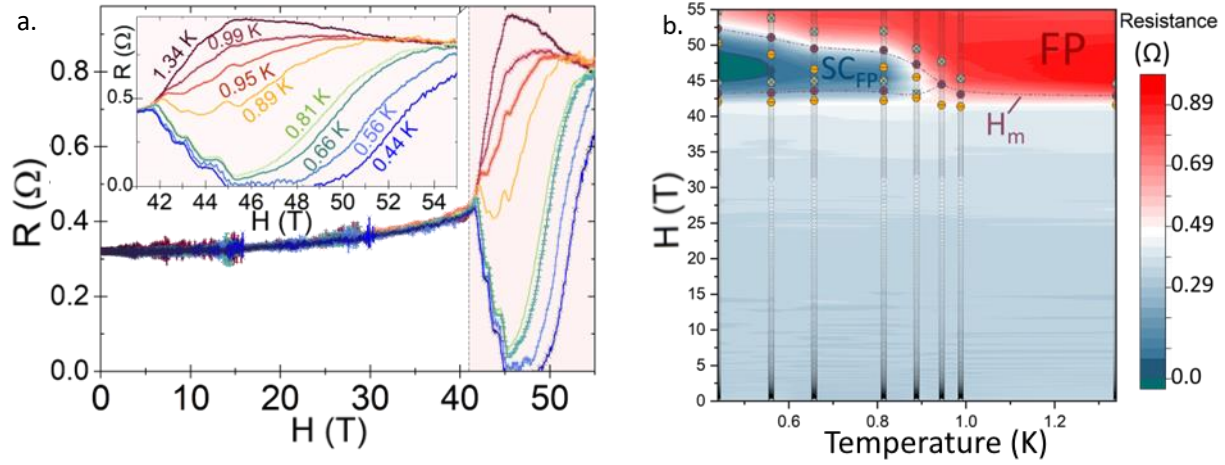 a.
R (Ω)
0.8
0.6
0.4
0.2
0.0
0 10 20 30 40 50
H (T)
R (Ω)
0.5
0.0
42 44 46 48 50 52 54
H (T)
1.34 K
0.99 K
0.95 K
0.89 K
0.81 K
0.66 K
0.56 K
0.44 K
b.
H (T)
55
50
45
40
35
30
25
20
15
10
5
0
0.6 0.8 1.0 1.2
Temperature (K)
SC_FP
FP
H_m
Resistance
(Ω)
0.89
0.69
0.49
0.29
0.0